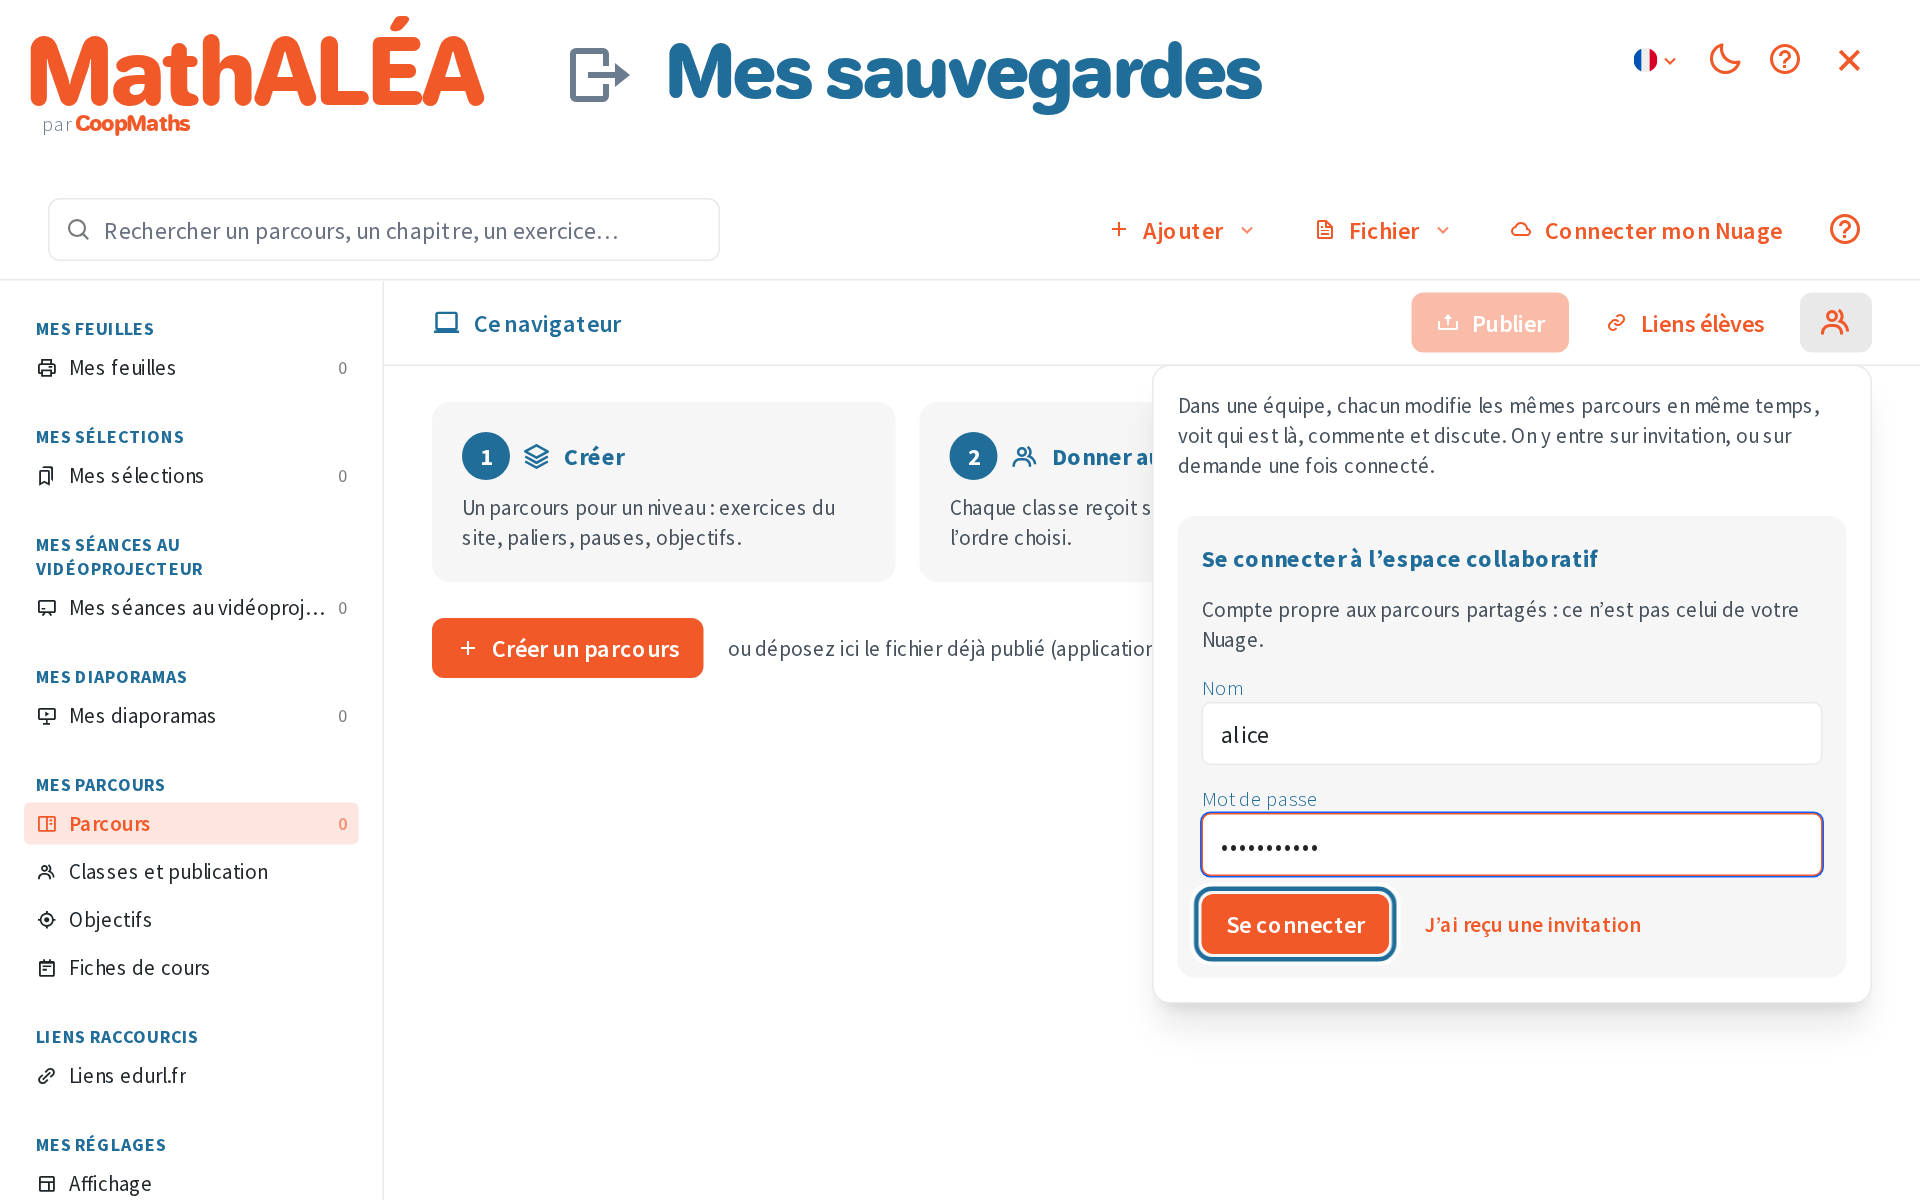 MathALÉA
par CoopMaths
Mes sauvegardes
Rechercher un parcours, un chapitre, un exercice…
Ajouter
Fichier
Connecter mon Nuage
MES FEUILLES
Mes feuilles 0
MES SÉLECTIONS
Mes sélections 0
MES SÉANCES AU
VIDÉOPROJECTEUR
Mes séances au vidéoproj… 0
MES DIAPORAMAS
Mes diaporamas 0
MES PARCOURS
Parcours 0
Classes et publication
Objectifs
Fiches de cours
LIENS RACCOURCIS
Liens edurl.fr
MES RÉGLAGES
Affichage
Ce navigateur
Publier
Liens élèves
1 Créer
Un parcours pour un niveau : exercices du
site, paliers, pauses, objectifs.
2 Donner au
Chaque classe reçoit s
l’ordre choisi.
Créer un parcours
ou déposez ici le fichier déjà publié (application
Dans une équipe, chacun modifie les mêmes parcours en même temps,
voit qui est là, commente et discute. On y entre sur invitation, ou sur
demande une fois connecté.
Se connecter à l’espace collaboratif
Compte propre aux parcours partagés : ce n’est pas celui de votre
Nuage.
Nom
alice
Mot de passe
•••••••••••
Se connecter
J’ai reçu une invitation